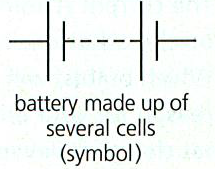 battery made up of
several cells
(symbol)